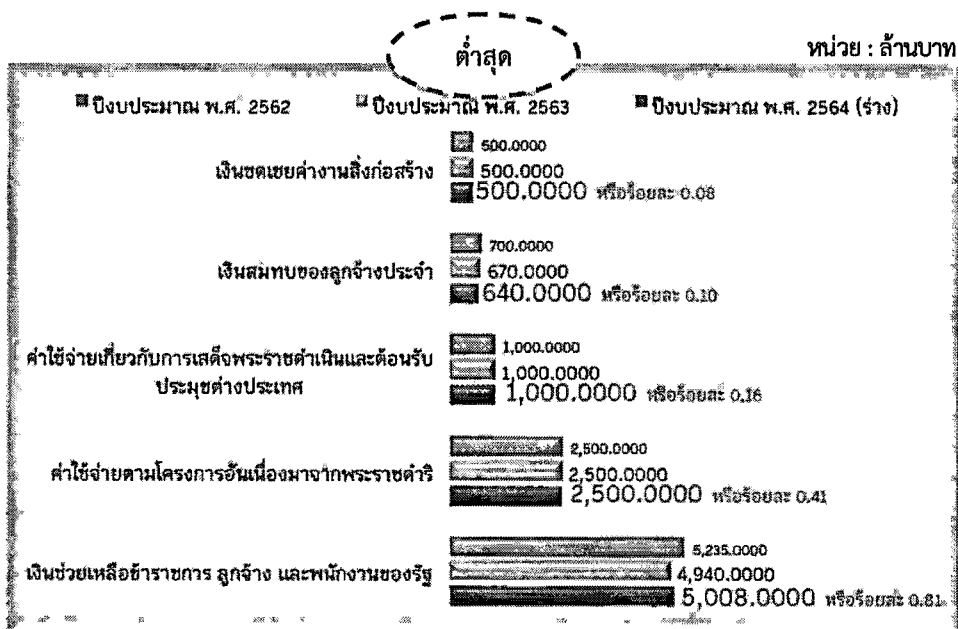 ต่ำสุด
หน่วย : ล้านบาท
ปีงบประมาณ พ.ศ. 2562 ปีงบประมาณ พ.ศ. 2563 ปีงบประมาณ พ.ศ. 2564 (ร่าง)
เงินชดเชยค่างานสิ่งก่อสร้าง
500.0000
500.0000
500.0000 หรือร้อยละ 0.08
เงินสมทบของลูกจ้างประจำ
700.0000
670.0000
640.0000 หรือร้อยละ 0.10
ค่าใช้จ่ายเกี่ยวกับการเสด็จพระราชดำเนินและต้อนรับ
ประมุขต่างประเทศ
1,000.0000
1,000.0000
1,000.0000 หรือร้อยละ 0.16
ค่าใช้จ่ายตามโครงการอันเนื่องมาจากพระราชดำริ
2,500.0000
2,500.0000
2,500.0000 หรือร้อยละ 0.41
เงินช่วยเหลือข้าราชการ ลูกจ้าง และพนักงานของรัฐ
5,235.0000
4,940.0000
5,008.0000 หรือร้อยละ 0.81